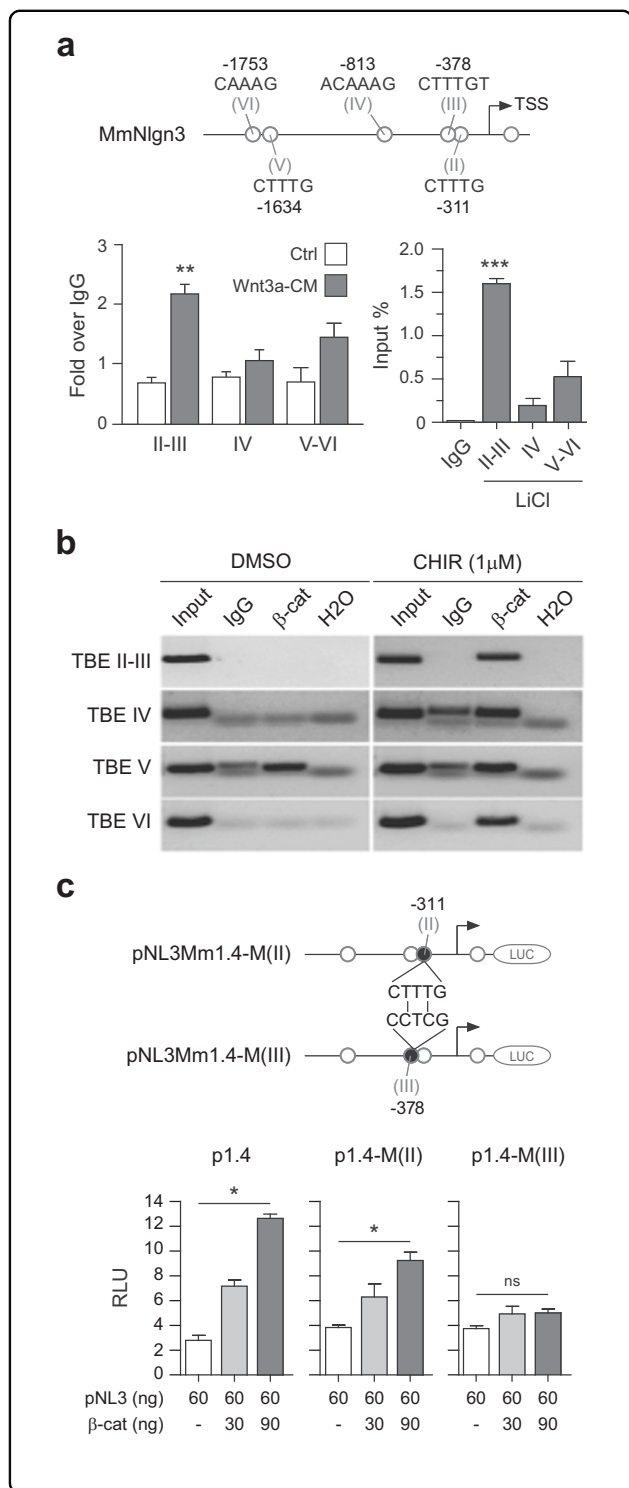 a
-1753 -813 -378
CAAAG ACAAAG CTTTGT
(VI) (IV) (III) TSS
MmNlgn3
(V) (II)
CTTTG CTTTG
-1634 -311
Ctrl
Wnt3a-CM
Fold over IgG
3
2
1
0
**
II-III IV V-VI
Input %
2.0
1.5
1.0
0.5
0
***
IgG II-III IV V-VI
LiCl
b
DMSO CHIR (1μM)
Input IgG β-cat H2O Input IgG β-cat H2O
TBE II-III
TBE IV
TBE V
TBE VI
c
-311
(II)
pNL3Mm1.4-M(II) LUC
CTTTG
CCTCG
pNL3Mm1.4-M(III) LUC
(III)
-378
p1.4 p1.4-M(II) p1.4-M(III)
RLU
14
12
10
8
6
4
2
0
* * ns
pNL3 (ng) 60 60 60 60 60 60 60 60 60
β-cat (ng) - 30 90 - 30 90 - 30 90